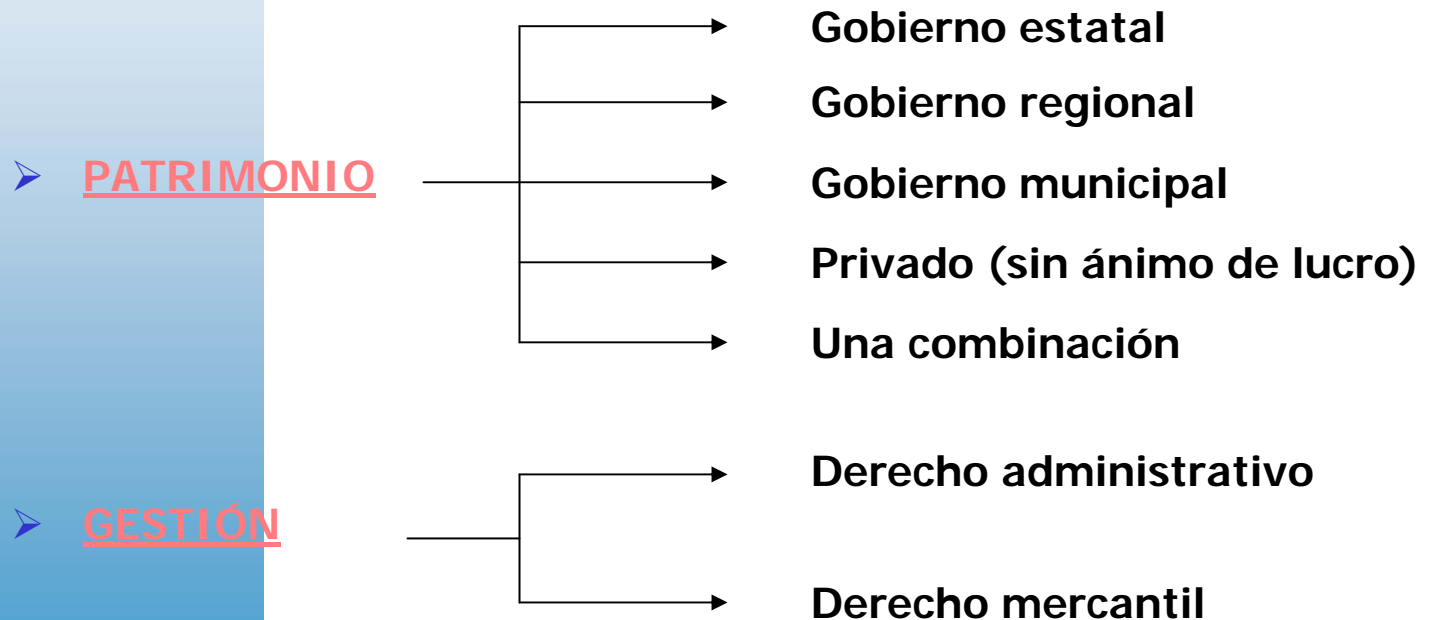 Gobierno estatal
Gobierno regional
➢ PATRIMONIO
Gobierno municipal
Privado (sin ánimo de lucro)
Una combinación
Derecho administrativo
➢ GESTIÓN
Derecho mercantil